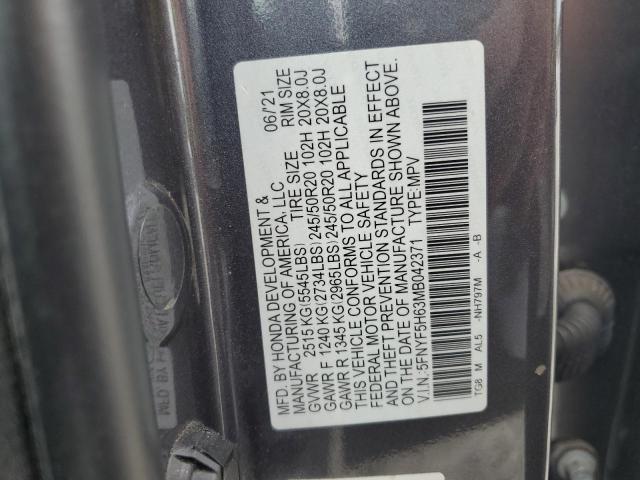 MFD. BY HONDA DEVELOPMENT & 06/'21
MANUFACTURING OF AMERICA, LLC
TIRE SIZE RIM SIZE
GVWR 2515 KG(5545LBS)
GAWR F 1240 KG(2734LBS) 245/50R20 102H 20X8.0J
GAWR R 1345 KG(2965LBS) 245/50R20 102H 20X8.0J
THIS VEHICLE CONFORMS TO ALL APPLICABLE
FEDERAL MOTOR VEHICLE SAFETY
AND THEFT PREVENTION STANDARDS IN EFFECT
ON THE DATE OF MANUFACTURE SHOWN ABOVE.
V.I.N.:5FNYF5H63MB042371 TYPE:MPV
TG8 M AL5 -NH797M -A -B